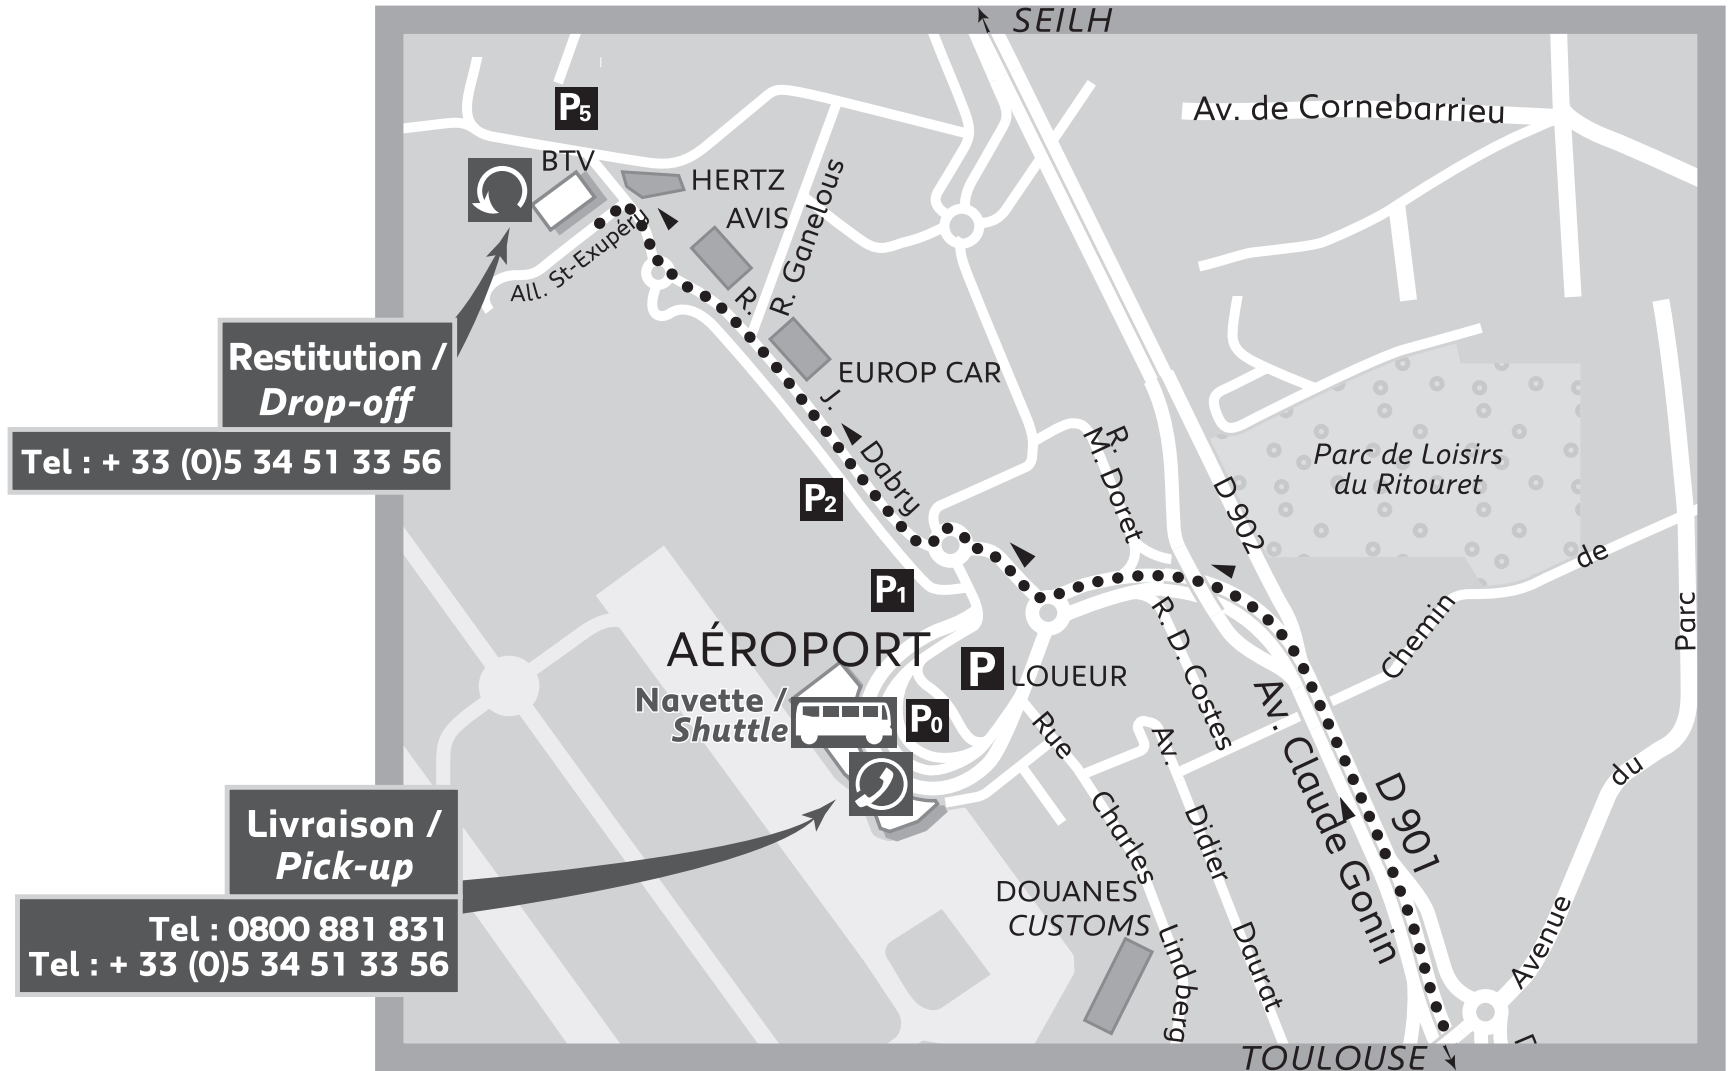 SEILH
Av. de Cornebarrieu
P5
BTV
HERTZ
AVIS
R. Ganelous
All. St-Exupéry
R.
J.
Dabry
EUROP CAR
Restitution /
Drop-off
Tel : + 33 (0)5 34 51 33 56
P2
R.
M. Doret
D 902
Parc de Loisirs
du Ritouret
P1
AÉROPORT
Navette /
Shuttle
P0
P LOUEUR
R. D. Costes
Chemin
de
Parc
du
Avenue
Rue
Charles
Lindberg
Av.
Didier
Daurat
Av. Claude Gonin
D 901
Livraison /
Pick-up
Tel : 0800 881 831
Tel : + 33 (0)5 34 51 33 56
DOUANES
CUSTOMS
TOULOUSE